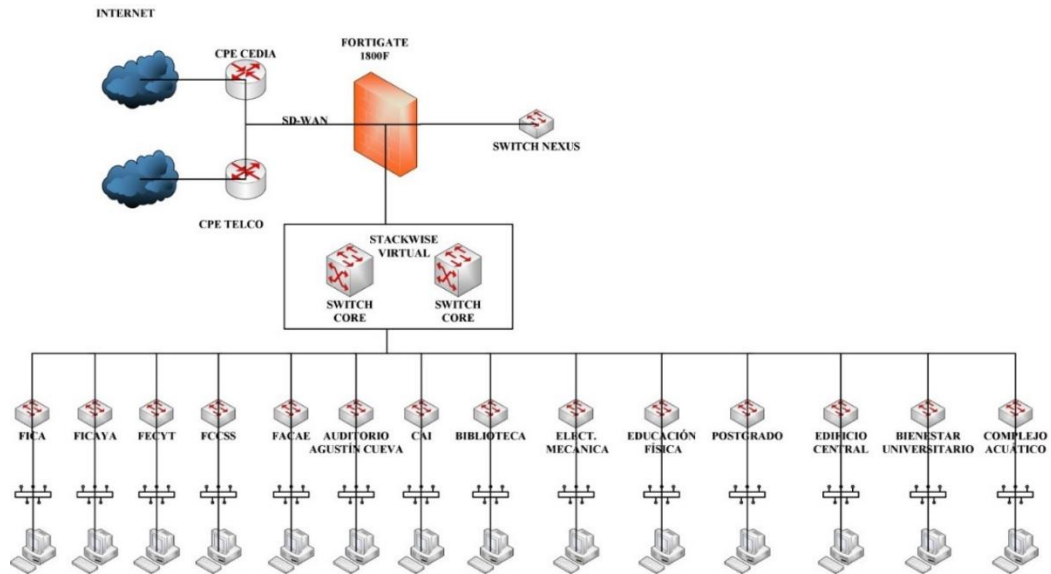 INTERNET
CPE CEDIA
FORTIGATE
1800F
SD-WAN
SWITCH NEXUS
CPE TELCO
STACKWISE
VIRTUAL
SWITCH
CORE
SWITCH
CORE
FICA
FICAYA
FECYT
FCCSS
FACAE
AUDITORIO
AGUSTÍN CUEVA
CAI
BIBLIOTECA
ELECT.
MECANICA
EDUCACIÓN
FÍSICA
POSTGRADO
EDIFICIO
CENTRAL
BIENESTAR
UNIVERSITARIO
COMPLEJO
ACUÁTICO